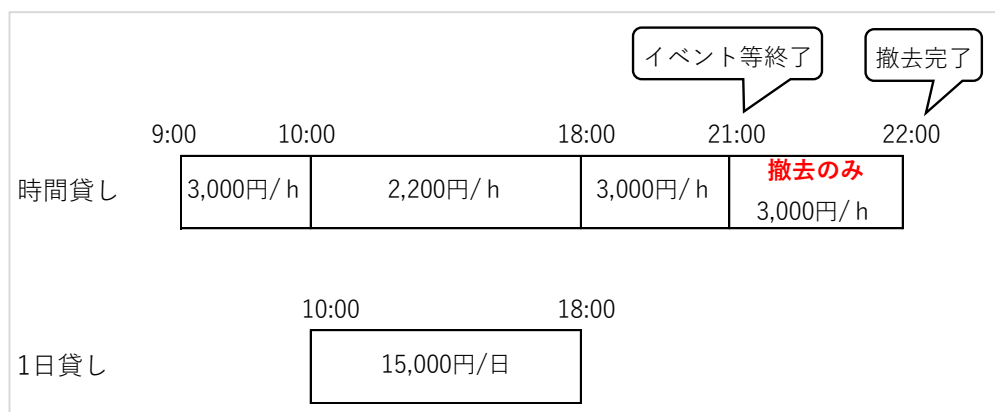 イベント等終了
撤去完了
9:00 10:00 18:00 21:00 22:00
時間貸し 3,000円/ h 2,200円/ h 3,000円/ h 撤去のみ
3,000円/ h
10:00 18:00
1日貸し 15,000円/日